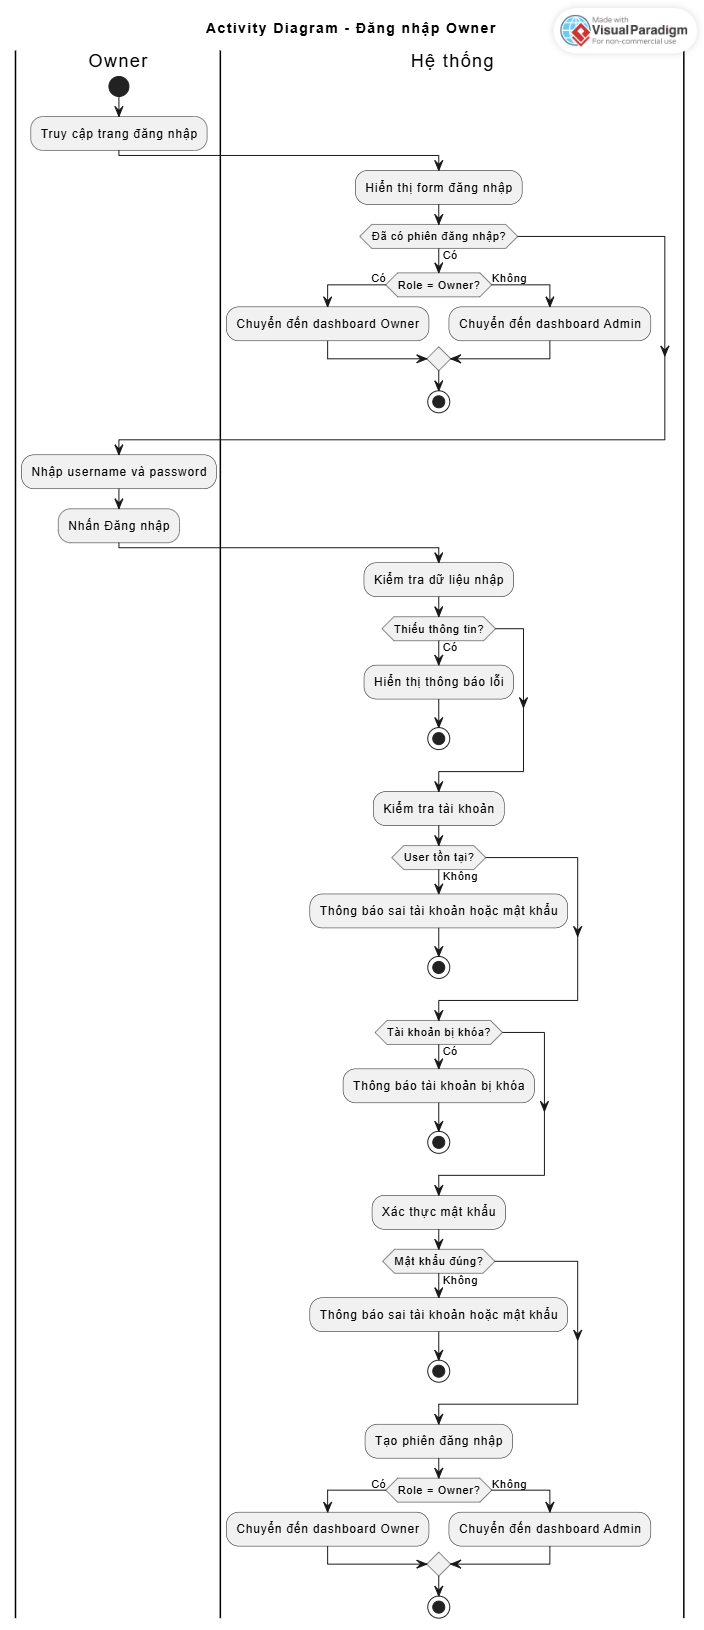 Activity Diagram - Đăng nhập Owner
Made with
Visual Paradigm
For non-commercial use
Owner
Hệ thống
Truy cập trang đăng nhập
Hiển thị form đăng nhập
Đã có phiên đăng nhập?
Có
Có
Role = Owner?
Không
Chuyển đến dashboard Owner
Chuyển đến dashboard Admin
Nhập username và password
Nhấn Đăng nhập
Kiểm tra dữ liệu nhập
Thiếu thông tin?
Có
Hiển thị thông báo lỗi
Kiểm tra tài khoản
User tồn tại?
Không
Thông báo sai tài khoản hoặc mật khẩu
Tài khoản bị khóa?
Có
Thông báo tài khoản bị khóa
Xác thực mật khẩu
Mật khẩu đúng?
Không
Thông báo sai tài khoản hoặc mật khẩu
Tạo phiên đăng nhập
Có
Role = Owner?
Không
Chuyển đến dashboard Owner
Chuyển đến dashboard Admin